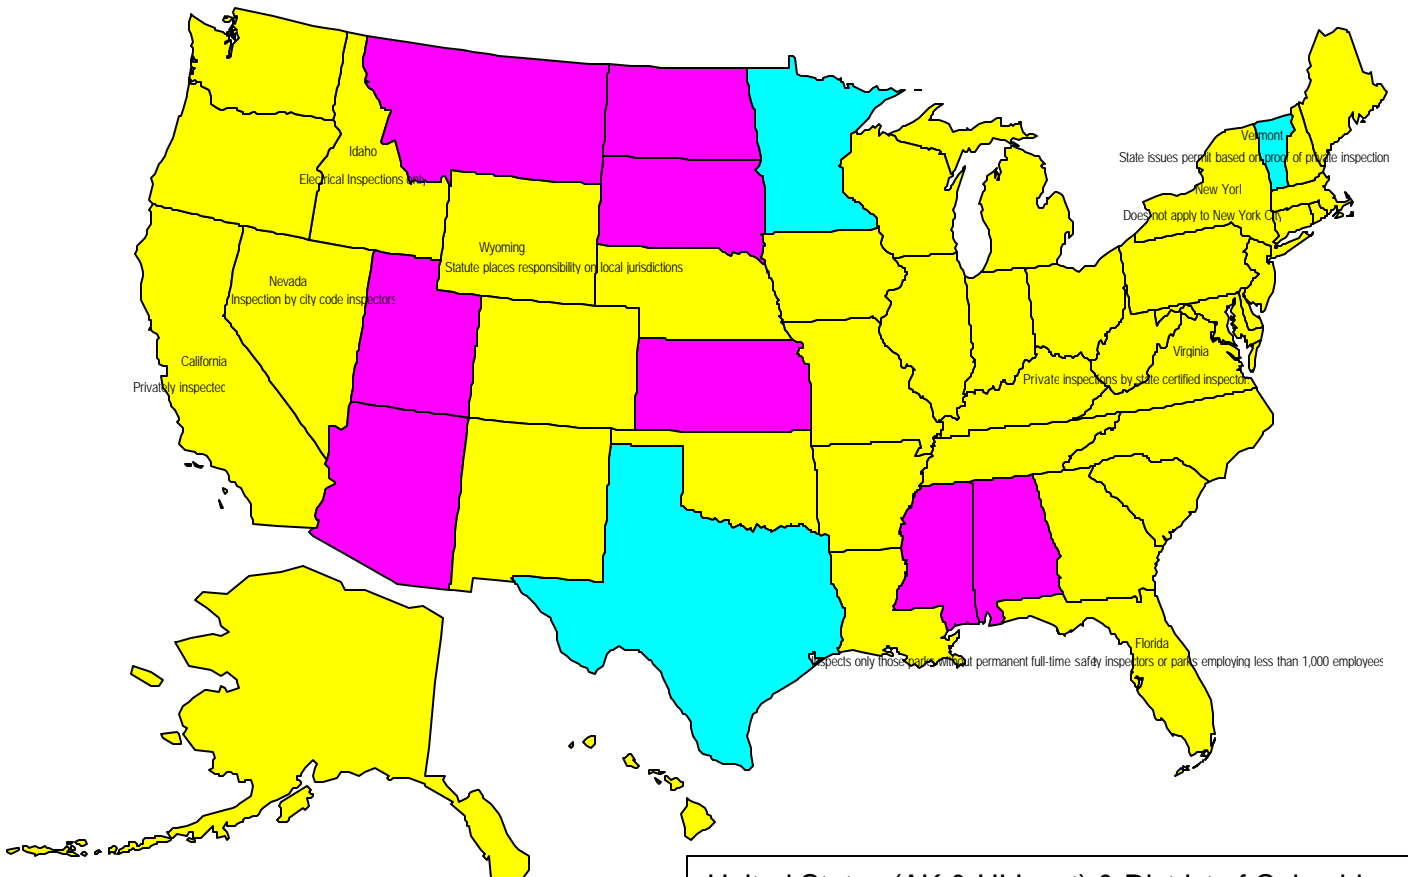 Vermont
State issues permit based on proof of private inspection
Idaho
Electrical Inspections only
New Yorl
Does not apply to New York City
Wyoming
Statute places responsibility on local jurisdictions
Nevada
Inspection by city code inspectors
Virginia
Private inspections by state certified inspector
California
Privately inspected
Florida
Inspects only those parks without permanent full-time safety inspectors or parks employing less than 1,000 employees